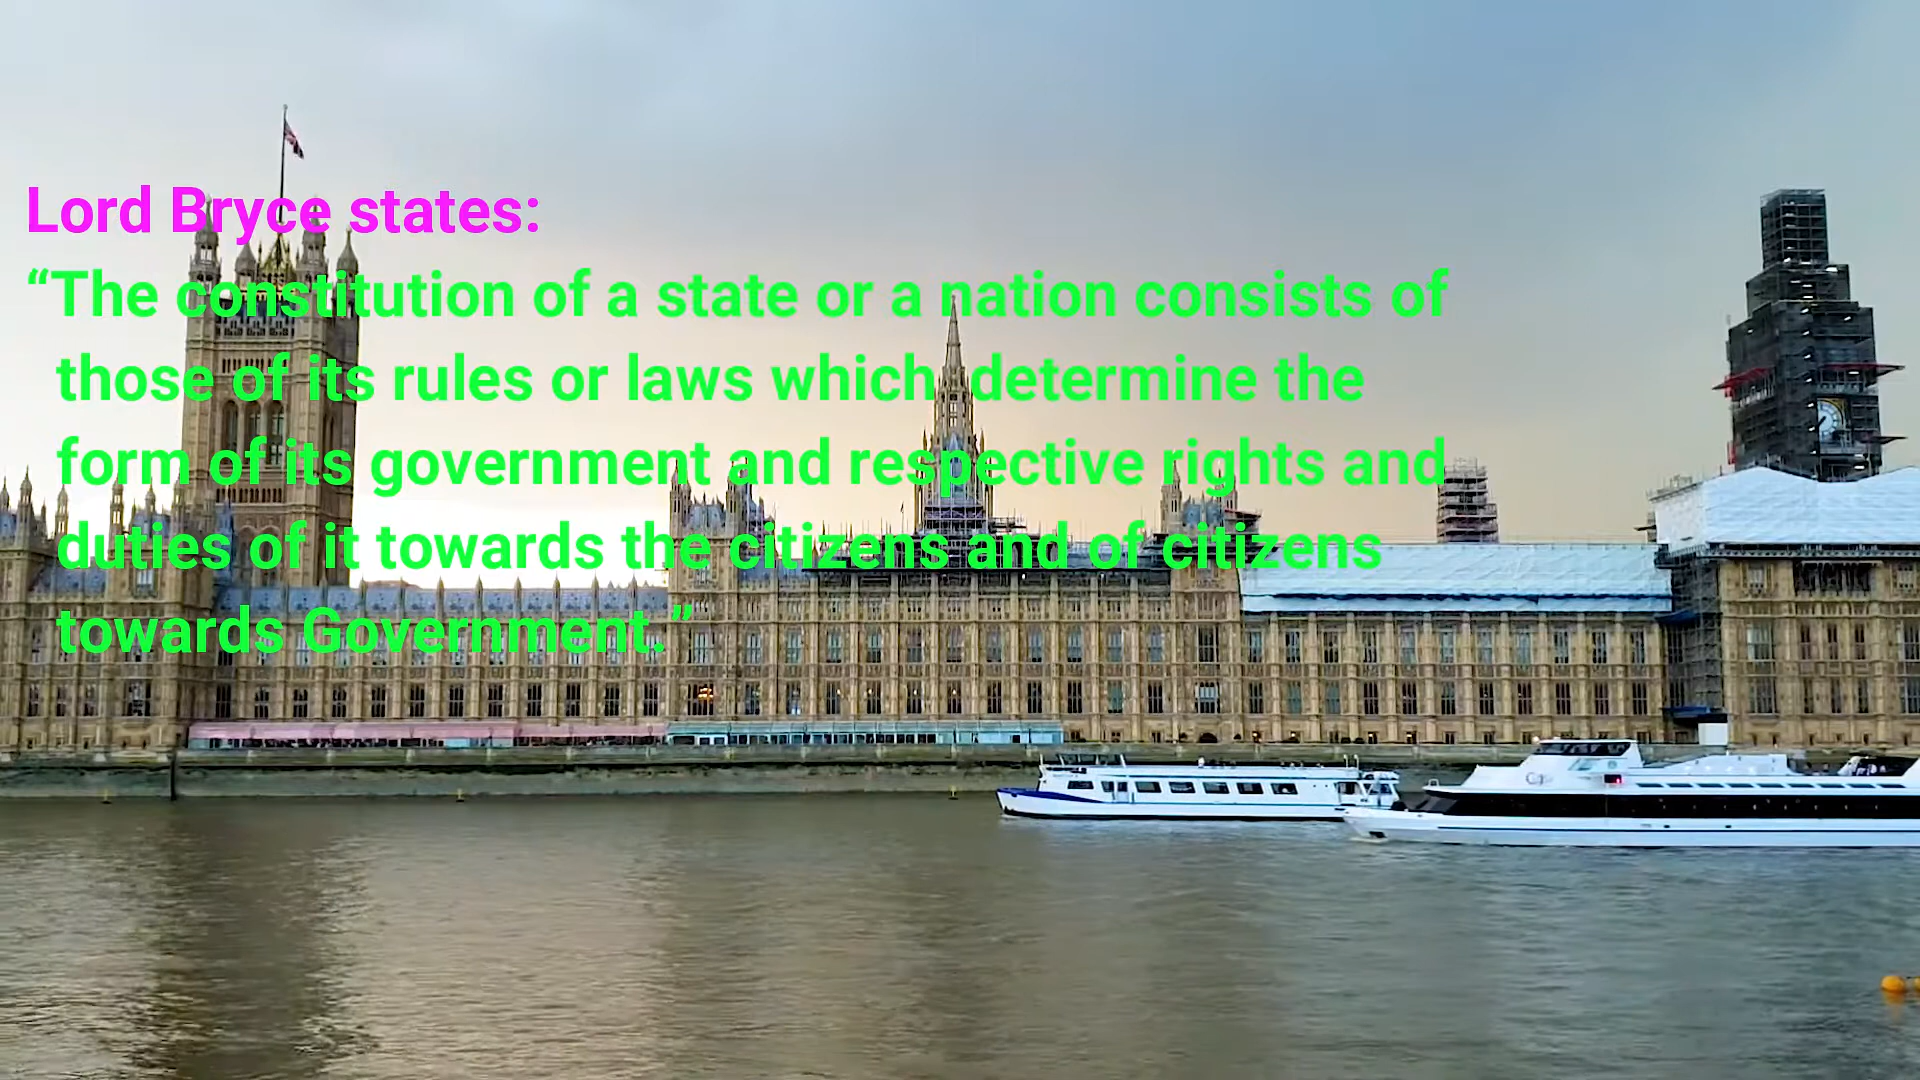 Lord Bryce states:
“The constitution of a state or a nation consists of
those of its rules or laws which, determine the
form of its government and respective rights and
duties of it towards the citizens and of citizens
towards Government.”